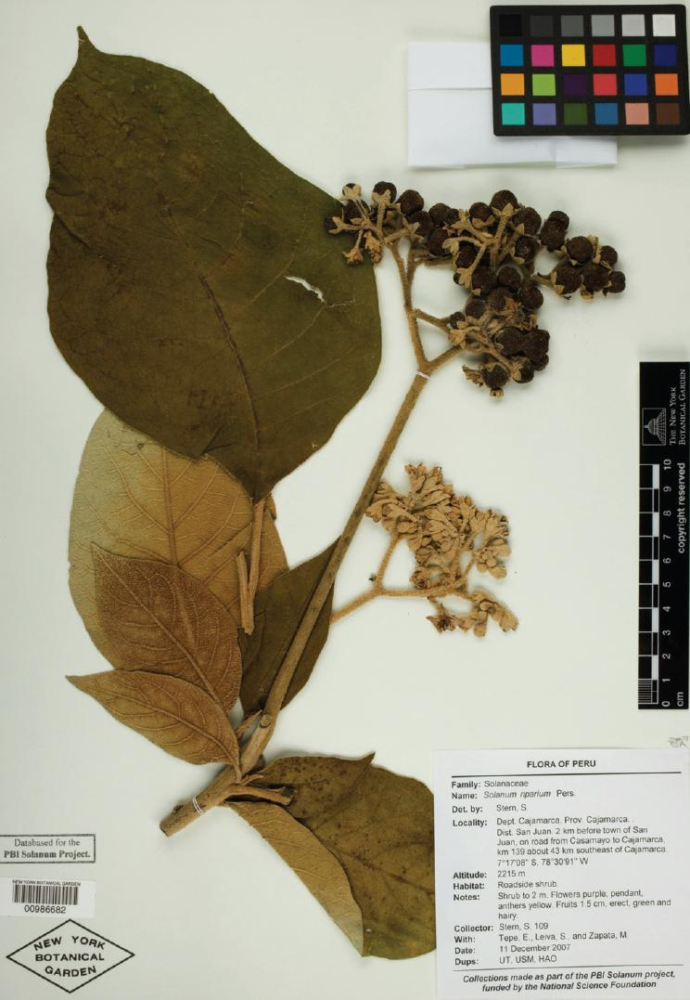 THE NEW YORK
BOTANICAL GARDEN
copyright reserved
0 1 2 3 4 5 6 7 8 9 10
cm
FLORA OF PERU
Family: Solanaceae
Name: Solanum riparium Pers.
Det. by: Stern, S.
Locality: Dept. Cajamarca, Prov. Cajamarca.
Dist. San Juan. 2 km before town of San
Juan, on road from Casamayo to Cajamarca,
km 139 about 43 km southeast of Cajamarca.
7°17'08" S, 78°30'91" W
Altitude: 2215 m
Habitat: Roadside shrub.
Notes: Shrub to 2 m. Flowers purple, pendant,
anthers yellow. Fruits 1.5 cm, erect, green and
hairy.
Collector: Stern, S. 109
With: Tepe, E., Leiva, S., and Zapata, M.
Date: 11 December 2007
Dups: UT, USM, HAO
Collections made as part of the PBI Solanum project,
funded by the National Science Foundation
Databased for the
PBI Solanum Project.
NEW YORK BOTANICAL GARDEN
00986682
NEW YORK
BOTANICAL
GARDEN